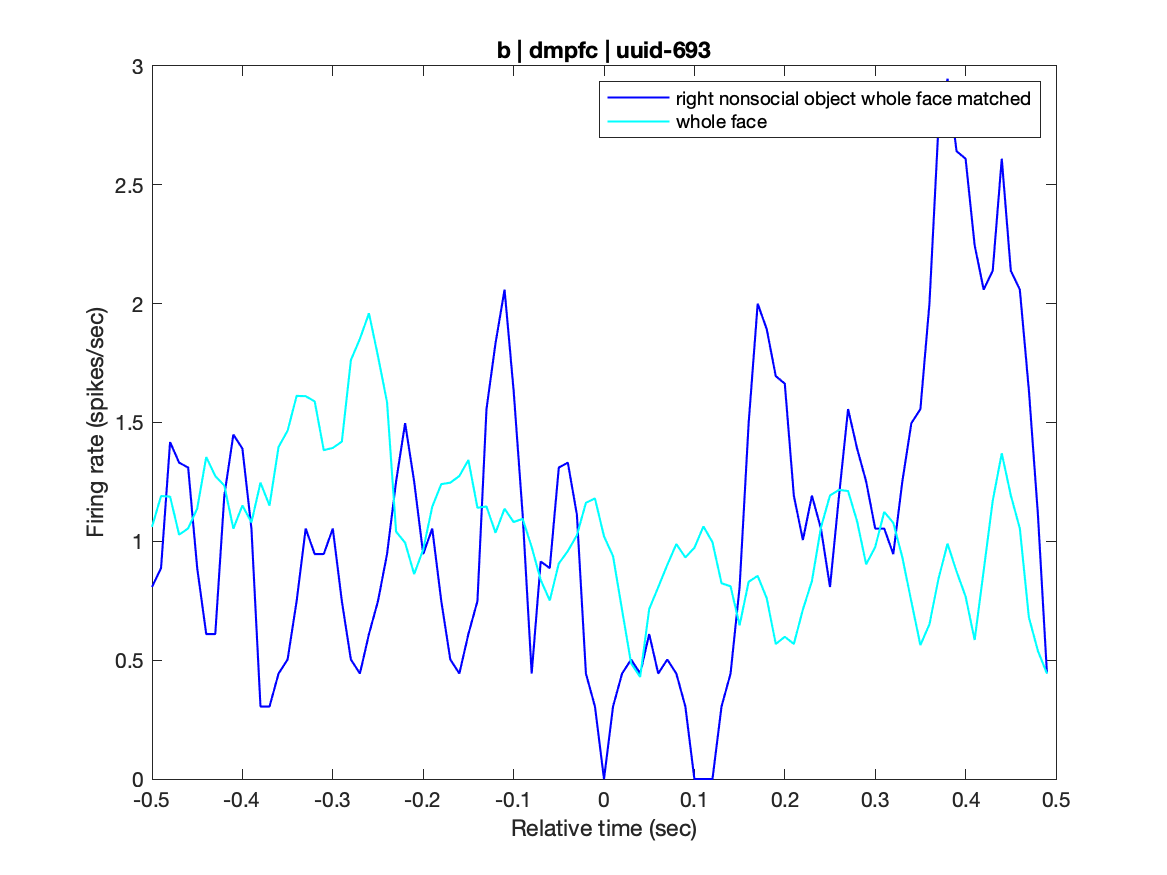 b | dmpfc | uuid-693
3
right nonsocial object whole face matched
whole face
2.5
2
1.5
1
0.5
0
Firing rate (spikes/sec)
-0.5 -0.4 -0.3 -0.2 -0.1 0 0.1 0.2 0.3 0.4 0.5
Relative time (sec)